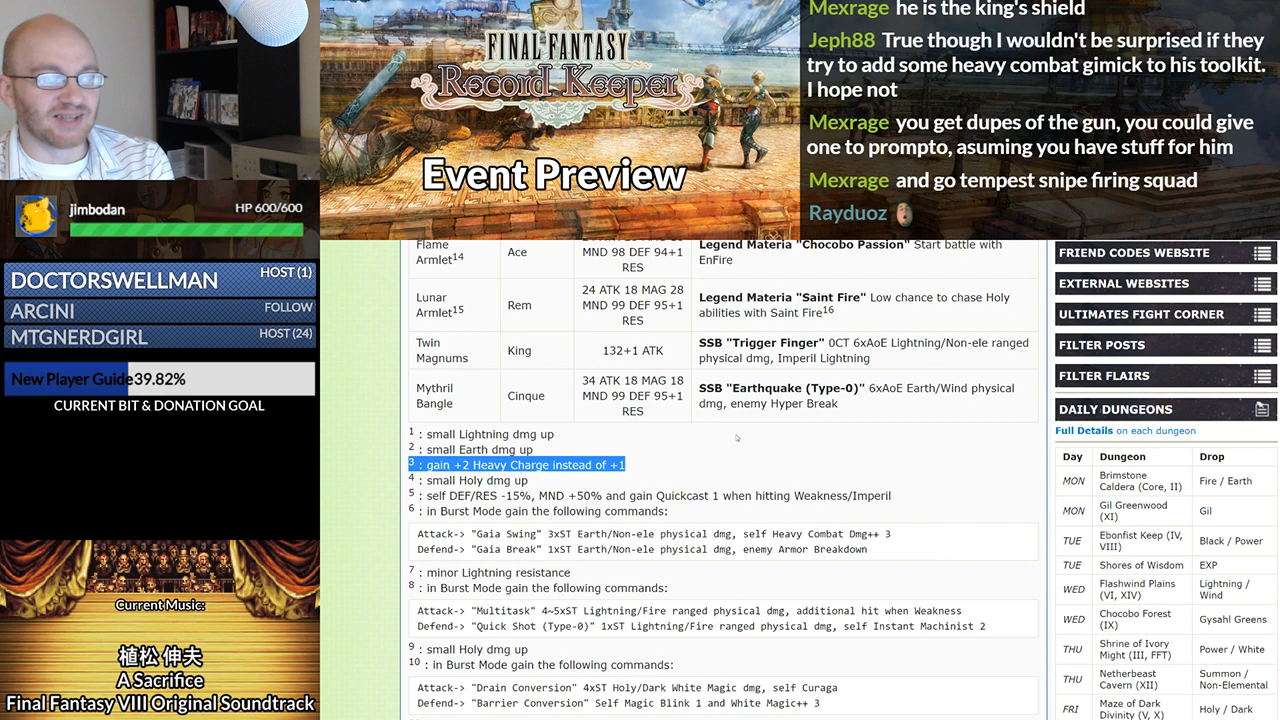 Mexrage he is the king's shield
Jeph88 True though I wouldn't be surprised if they
try to add some heavy combat gimick to his toolkit.
I hope not
Mexrage you get dupes of the gun, you could give
one to prompto, asuming you have stuff for him
Mexrage and go tempest snipe firing squad
Rayduoz
FINAL FANTASY
Record Keeper
Event Preview
jimbodan
HP 600/600
DOCTORSWELLMAN HOST (1)
ARCINI FOLLOW
MTGNERDGIRL HOST (24)
New Player Guide39.82%
CURRENT BIT & DONATION GOAL
Current Music:
植松 伸夫
A Sacrifice
Final Fantasy VIII Original Soundtrack
Flame
Armlet14
Ace
MND 98 DEF 94+1
RES
Legend Materia "Chocobo Passion" Start battle with
EnFire
Lunar
Armlet15
Rem
24 ATK 18 MAG 28
MND 99 DEF 95+1
RES
Legend Materia "Saint Fire" Low chance to chase Holy
abilities with Saint Fire16
Twin
Magnums
King
132+1 ATK
SSB "Trigger Finger" 0CT 6xAoE Lightning/Non-ele ranged
physical dmg, Imperil Lightning
Mythril
Bangle
Cinque
34 ATK 18 MAG 18
MND 99 DEF 95+1
RES
SSB "Earthquake (Type-0)" 6xAoE Earth/Wind physical
dmg, enemy Hyper Break
1 : small Lightning dmg up
2 : small Earth dmg up
3 : gain +2 Heavy Charge instead of +1
4 : small Holy dmg up
5 : self DEF/RES -15%, MND +50% and gain Quickcast 1 when hitting Weakness/Imperil
6 : in Burst Mode gain the following commands:
Attack-> "Gaia Swing" 3xST Earth/Non-ele physical dmg, self Heavy Combat Dmg++ 3
Defend-> "Gaia Break" 1xST Earth/Non-ele physical dmg, enemy Armor Breakdown
7 : minor Lightning resistance
8 : in Burst Mode gain the following commands:
Attack-> "Multitask" 4~5xST Lightning/Fire ranged physical dmg, additional hit when Weakness
Defend-> "Quick Shot (Type-0)" 1xST Lightning/Fire ranged physical dmg, self Instant Machinist 2
9 : small Holy dmg up
10 : in Burst Mode gain the following commands:
Attack-> "Drain Conversion" 4xST Holy/Dark White Magic dmg, self Curaga
Defend-> "Barrier Conversion" Self Magic Blink 1 and White Magic++ 3
FRIEND CODES WEBSITE
EXTERNAL WEBSITES
ULTIMATES FIGHT CORNER
FILTER POSTS
FILTER FLAIRS
DAILY DUNGEONS
Full Details on each dungeon
Day Dungeon Drop
MON Brimstone
Caldera (Core, II) Fire / Earth
MON Gil Greenwood
(XI) Gil
TUE Ebonfist Keep (IV,
VIII) Black / Power
TUE Shores of Wisdom EXP
WED Flashwind Plains
(VI, XIV) Lightning /
Wind
WED Chocobo Forest
(IX) Gysahl Greens
THU Shrine of Ivory
Might (III, FFT) Power / White
THU Netherbeast
Cavern (XII) Summon /
Non-Elemental
FRI Maze of Dark
Divinity (V, X) Holy / Dark